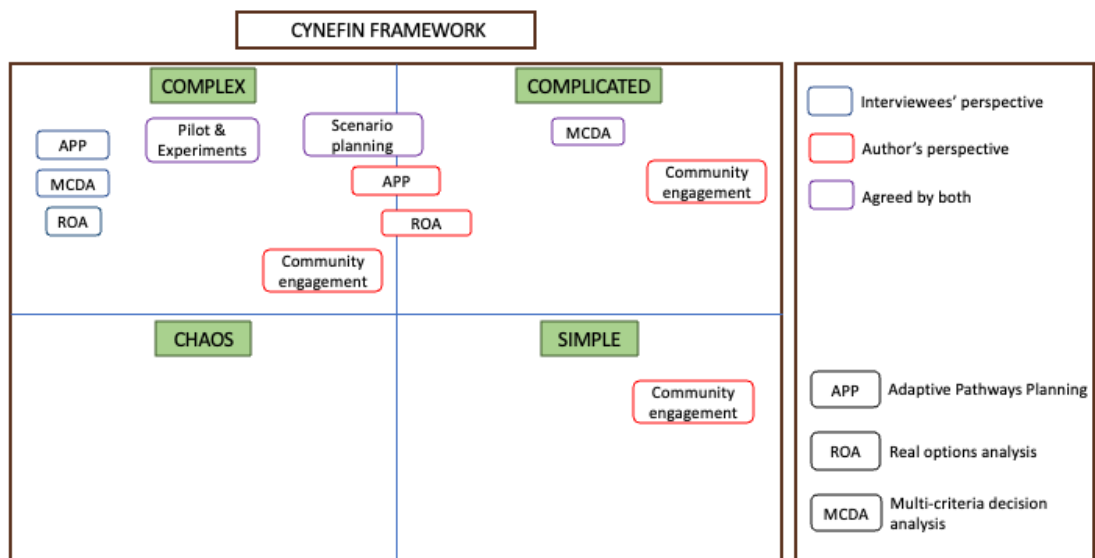 CYNEFIN FRAMEWORK
COMPLEX
APP
MCDA
ROA
Pilot &
Experiments
Scenario
planning
APP
ROA
Community
engagement
COMPLICATED
MCDA
Community
engagement
CHAOS
SIMPLE
Community
engagement
Interviewees' perspective
Author's perspective
Agreed by both
APP
Adaptive Pathways Planning
ROA
Real options analysis
MCDA
Multi-criteria decision
analysis